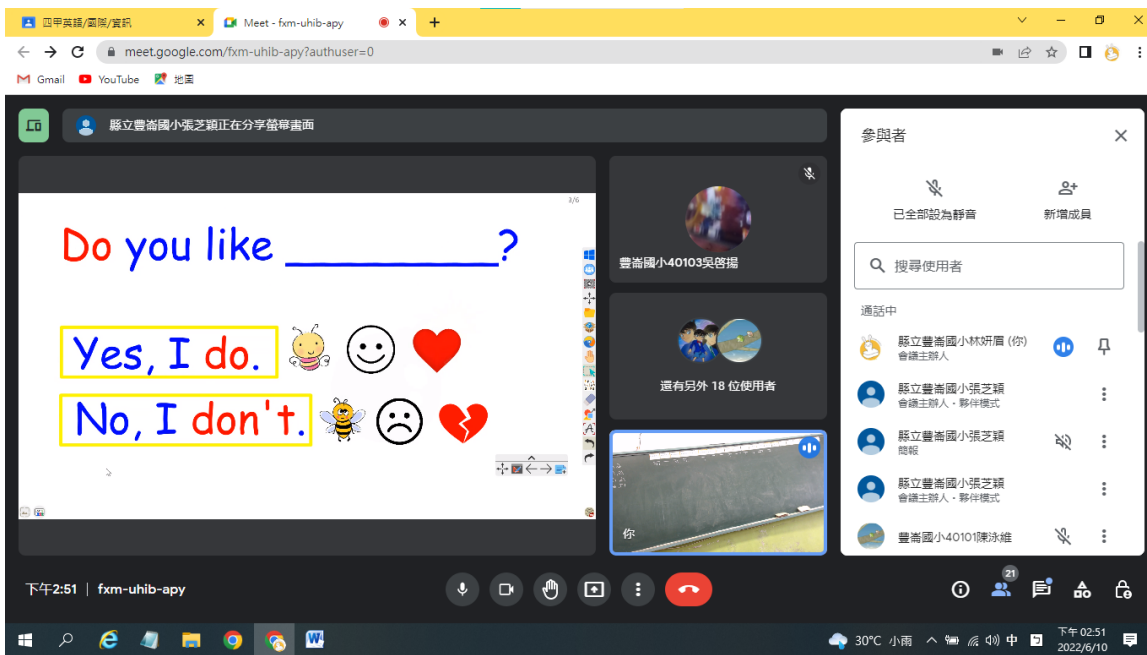 四甲英語/國際/資訊
Meet - fxm-uhib-apy
meet.google.com/fxm-uhib-apy?authuser=0
Gmail
YouTube
地圖
縣立豐崙國小張芝穎正在分享螢幕畫面
3/6
Do you like __________?
Yes, I do.
No, I don't.
豐崙國小40103吳啓揚
還有另外 18 位使用者
你
參與者
已全部設為靜音
新增成員
搜尋使用者
通話中
縣立豐崙國小林妍眉 (你)
會議主辦人
縣立豐崙國小張芝穎
會議主辦人・夥伴模式
縣立豐崙國小張芝穎
簡報
縣立豐崙國小張芝穎
會議主辦人・夥伴模式
豐崙國小40101陳泳維
下午2:51 | fxm-uhib-apy
21
30°C 小雨
中
下午 02:51
2022/6/10